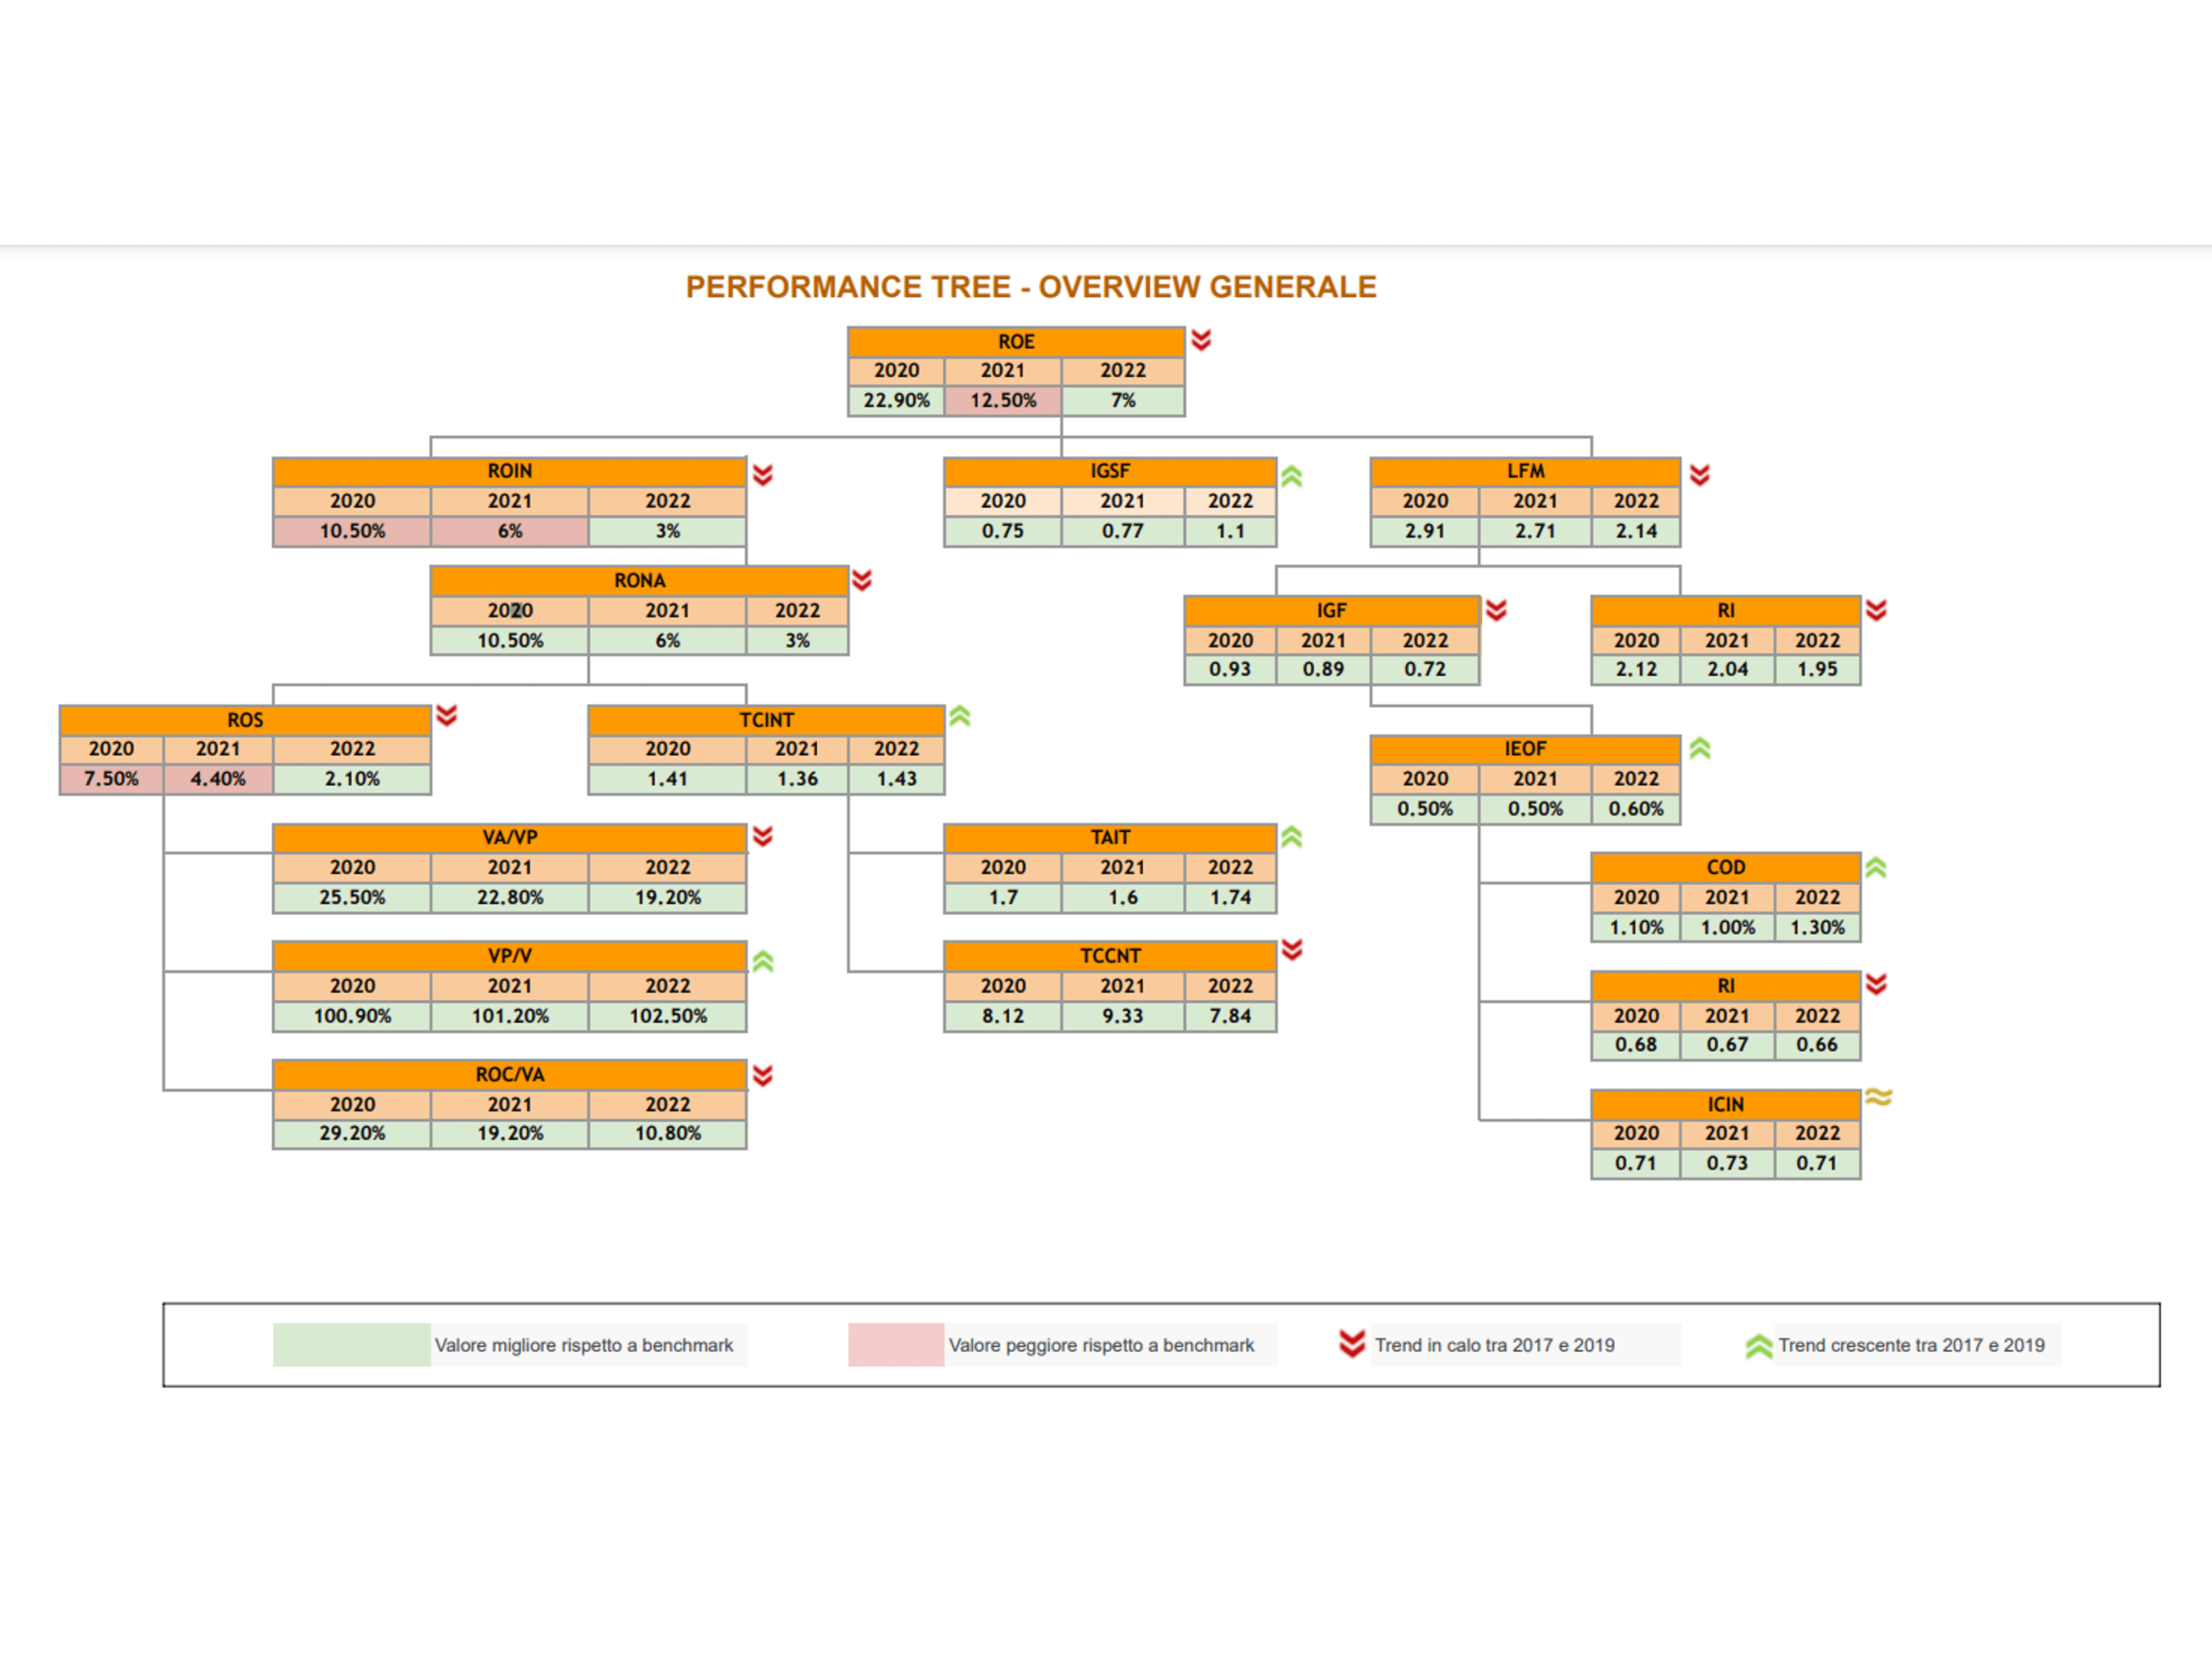 PERFORMANCE TREE - OVERVIEW GENERALE
ROE
2020 2021 2022
22.90% 12.50% 7%
ROIN
2020 2021 2022
10.50% 6% 3%
IGSF
2020 2021 2022
0.75 0.77 1.1
LFM
2020 2021 2022
2.91 2.71 2.14
RONA
2020 2021 2022
10.50% 6% 3%
IGF
2020 2021 2022
0.93 0.89 0.72
RI
2020 2021 2022
2.12 2.04 1.95
ROS
2020 2021 2022
7.50% 4.40% 2.10%
TCINT
2020 2021 2022
1.41 1.36 1.43
IEOF
2020 2021 2022
0.50% 0.50% 0.60%
VA/VP
2020 2021 2022
25.50% 22.80% 19.20%
TAIT
2020 2021 2022
1.7 1.6 1.74
COD
2020 2021 2022
1.10% 1.00% 1.30%
VP/V
2020 2021 2022
100.90% 101.20% 102.50%
TCCNT
2020 2021 2022
8.12 9.33 7.84
RI
2020 2021 2022
0.68 0.67 0.66
ROC/VA
2020 2021 2022
29.20% 19.20% 10.80%
ICIN
2020 2021 2022
0.71 0.73 0.71
Valore migliore rispetto a benchmark
Valore peggiore rispetto a benchmark
Trend in calo tra 2017 e 2019
Trend crescente tra 2017 e 2019